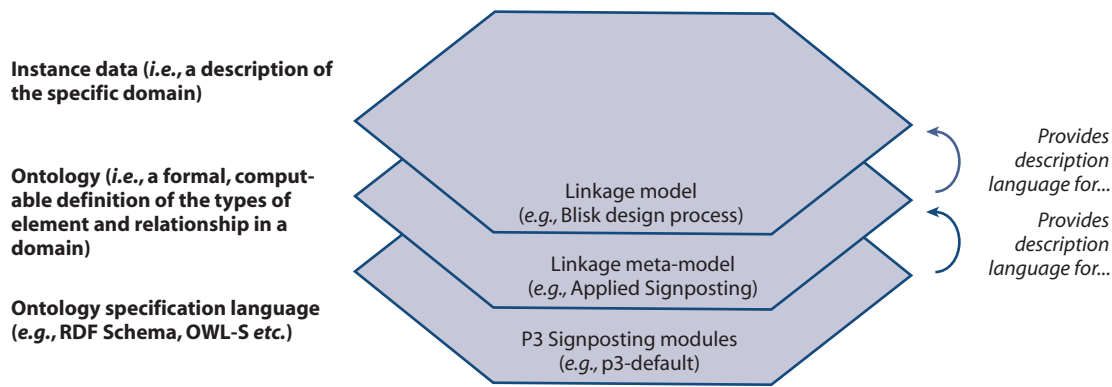 Instance data (i.e., a description of
the specific domain)
Ontology (i.e., a formal, comput-
able definition of the types of
element and relationship in a
domain)
Ontology specification language
(e.g., RDF Schema, OWL-S etc.)
Linkage model
(e.g., Blisk design process)
Linkage meta-model
(e.g., Applied Signposting)
P3 Signposting modules
(e.g., p3-default)
Provides
description
language for...
Provides
description
language for...